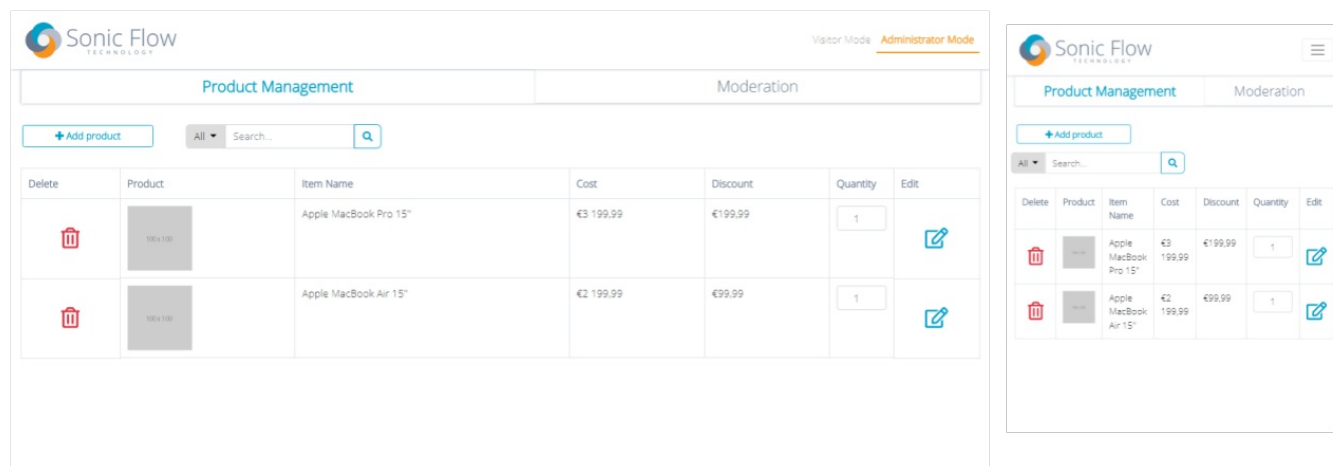 Sonic Flow
TECHNOLOGY
Visitor Mode Administrator Mode
Product Management Moderation
Add product All Search...
Delete Product Item Name Cost Discount Quantity Edit
100 x 100 Apple MacBook Pro 15" €3 199,99 €199,99 1
100 x 100 Apple MacBook Air 15" €2 199,99 €99,99 1
Sonic Flow
TECHNOLOGY
Product Management Moderation
Add product
All Search...
Delete Product Item Cost Discount Quantity Edit
Name
Apple €3 €199,99 1
MacBook 199,99
Pro 15"
Apple €2 €99,99 1
MacBook 199,99
Air 15"